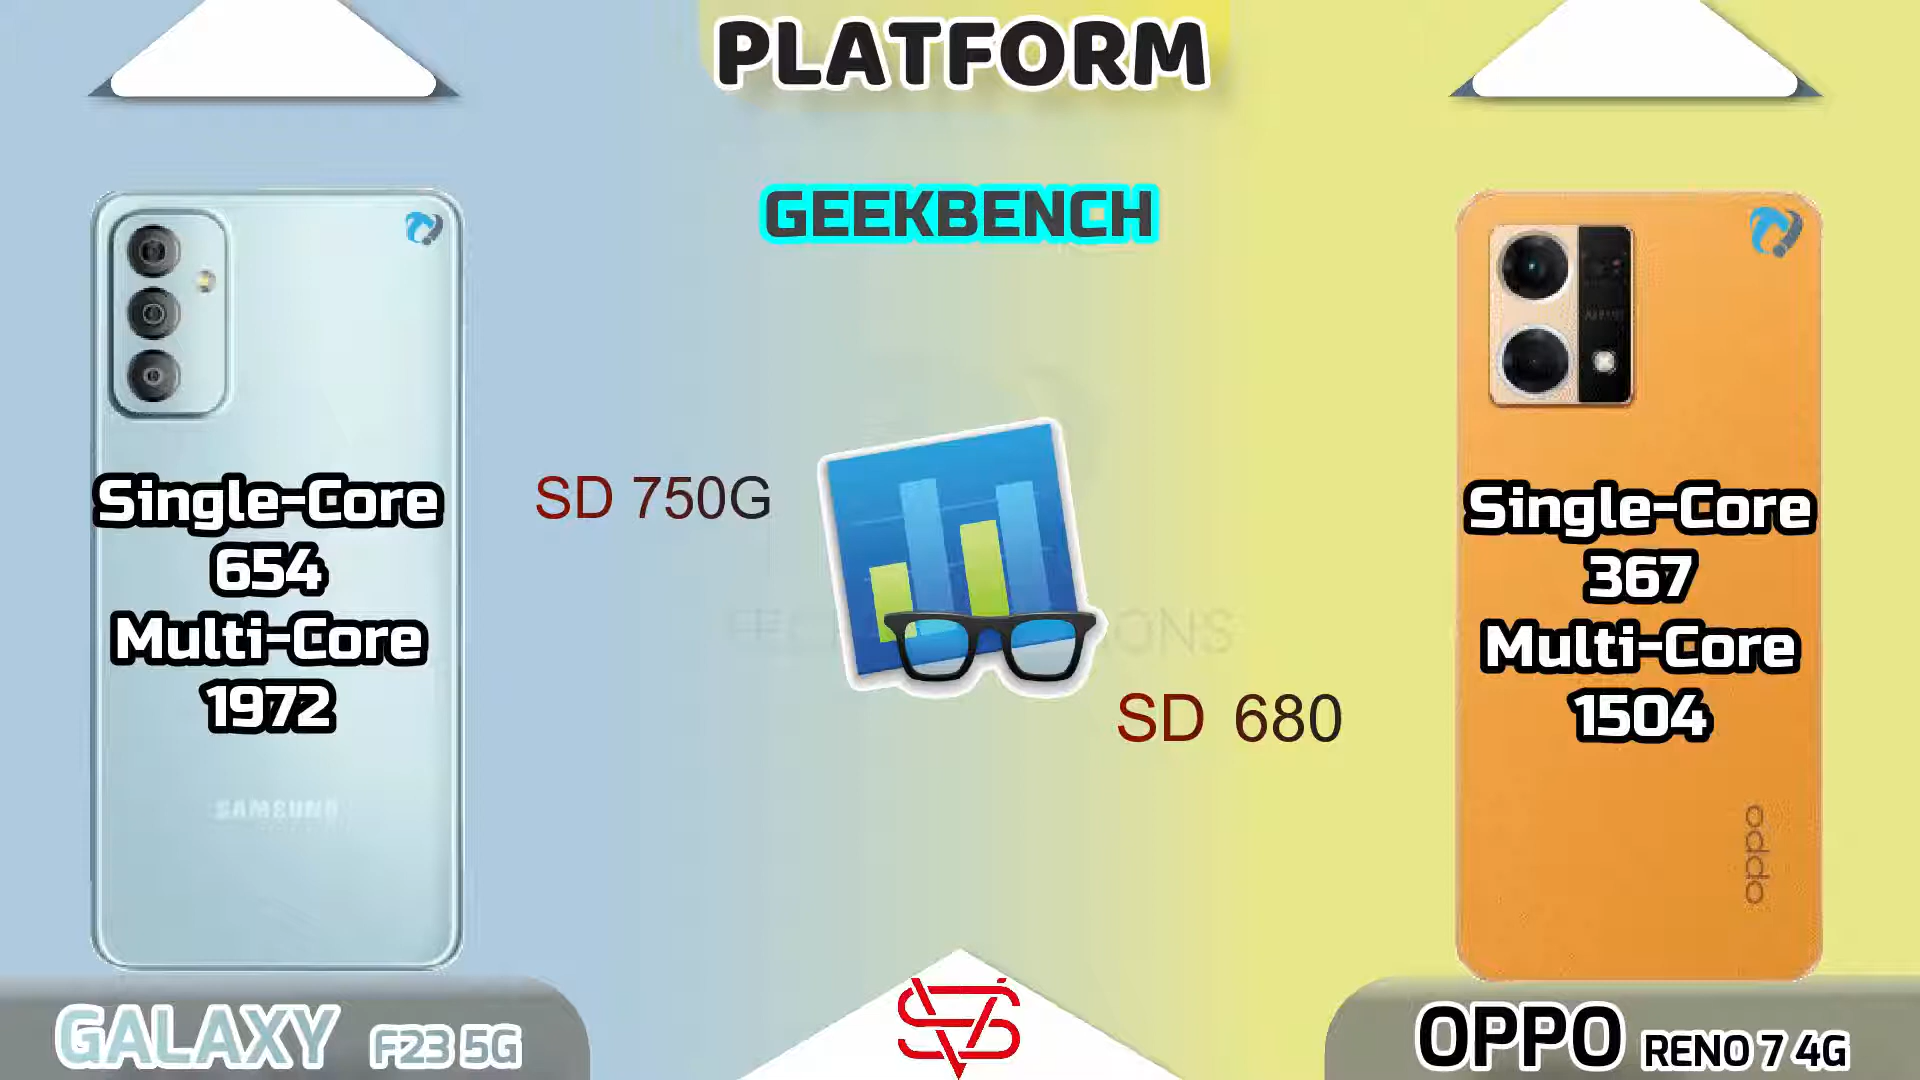 PLATFORM
GEEKBENCH
Single-Core
654
Multi-Core
1972
SD 750G
SD 680
Single-Core
367
Multi-Core
1504
SAMSUNG
oppo
VS
GALAXY F23 5G
OPPO RENO 7 4G